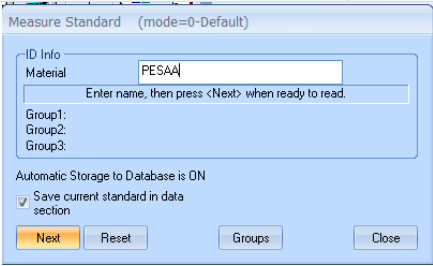 Measure Standard (mode=0-Default)
ID Info
Material PESAA
Enter name, then press <Next> when ready to read.
Group1:
Group2:
Group3:
Automatic Storage to Database is ON
Save current standard in data
section
Next Reset Groups Close